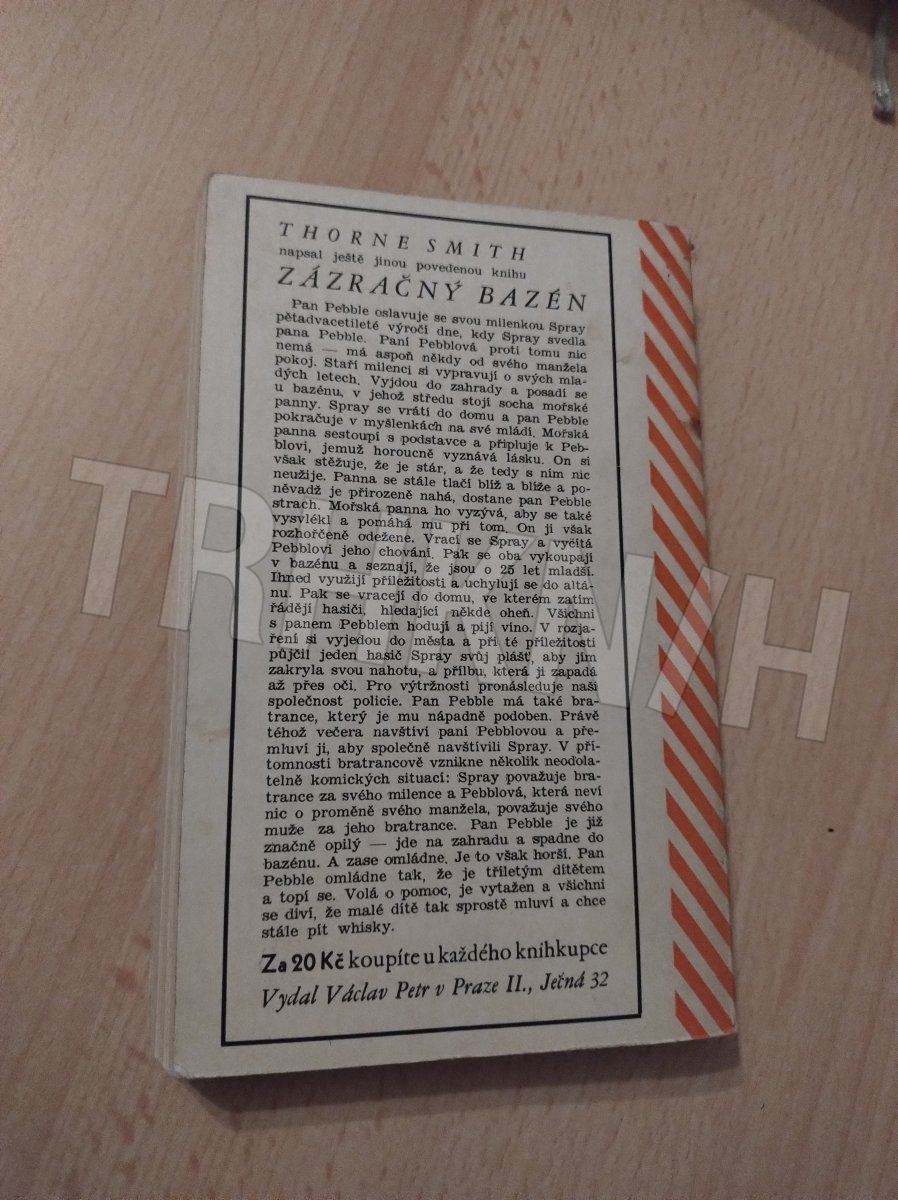 THORNE SMITH
napsal ještě jinou povedenou knihu
ZÁZRAČNÝ BAZÉN
Pan Pebble oslavuje se svou milenkou Spray
pětadvacetileté výročí dne, kdy Spray svedla
pana Pebble. Paní Pebblová proti tomu nic
nemá — má aspoň někdy od svého manžela
pokoj. Staří milenci si vypravují o svých mla-
dých letech. Vyjdou do zahrady a posadí se
u bazénu, v jehož středu stojí socha mořské
panny. Spray se vrátí do domu a pan Pebble
pokračuje v myšlenkách na své mládí. Mořská
panna sestoupí s podstavce a připluje k Peb-
blovi, jemuž horoucně vyznává lásku. On si
však stěžuje, že je stár, a že tedy s ním nic
neužije. Panna se stále tlačí blíž a blíže a po-
něvadž je přirozeně nahá, dostane pan Pebble
strach. Mořská panna ho vyzývá, aby se také
vysvlékl a pomáhá mu při tom. On ji však
rozhořčeně odežene. Vrací se Spray a vyčítá
Pebblovi jeho chování. Pak se oba vykoupají
v bazénu a seznají, že jsou o 25 let mladší.
Ihned využijí příležitosti a uchylují se do altá-
nu. Pak se vracejí do domu, ve kterém zatím
řádějí hasiči, hledající někde oheň. Všichni
s panem Pebblem hodují a pijí víno. V rozja-
ření si vyjedou do města a při té příležitosti
půjčil jeden hasič Spray svůj plášť, aby jím
zakryla svou nahotu, a přílbu, která jí zapadá
až přes oči. Pro výtržnosti pronásleduje naši
společnost policie. Pan Pebble má také bra-
trance, který je mu nápadně podoben. Právě
téhož večera navštíví paní Pebblovou a pře-
mluví ji, aby společně navštívili Spray. V pří-
tomnosti bratrancově vznikne několik neodola-
telně komických situací: Spray považuje bra-
trance za svého milence a Pebblová, která neví
nic o proměně svého manžela, považuje svého
muže za jeho bratrance. Pan Pebble je již
značně opilý — jde na zahradu a spadne do
bazénu. A zase omládne. Je to však horší. Pan
Pebble omládne tak, že je tříletým dítětem
a topí se. Volá o pomoc, je vytažen a všichni
se diví, že malé dítě tak sprostě mluví a chce
stále pít whisky.
Za 20 Kč koupíte u každého knihkupce
Vydal Václav Petr v Praze II., Ječná 32